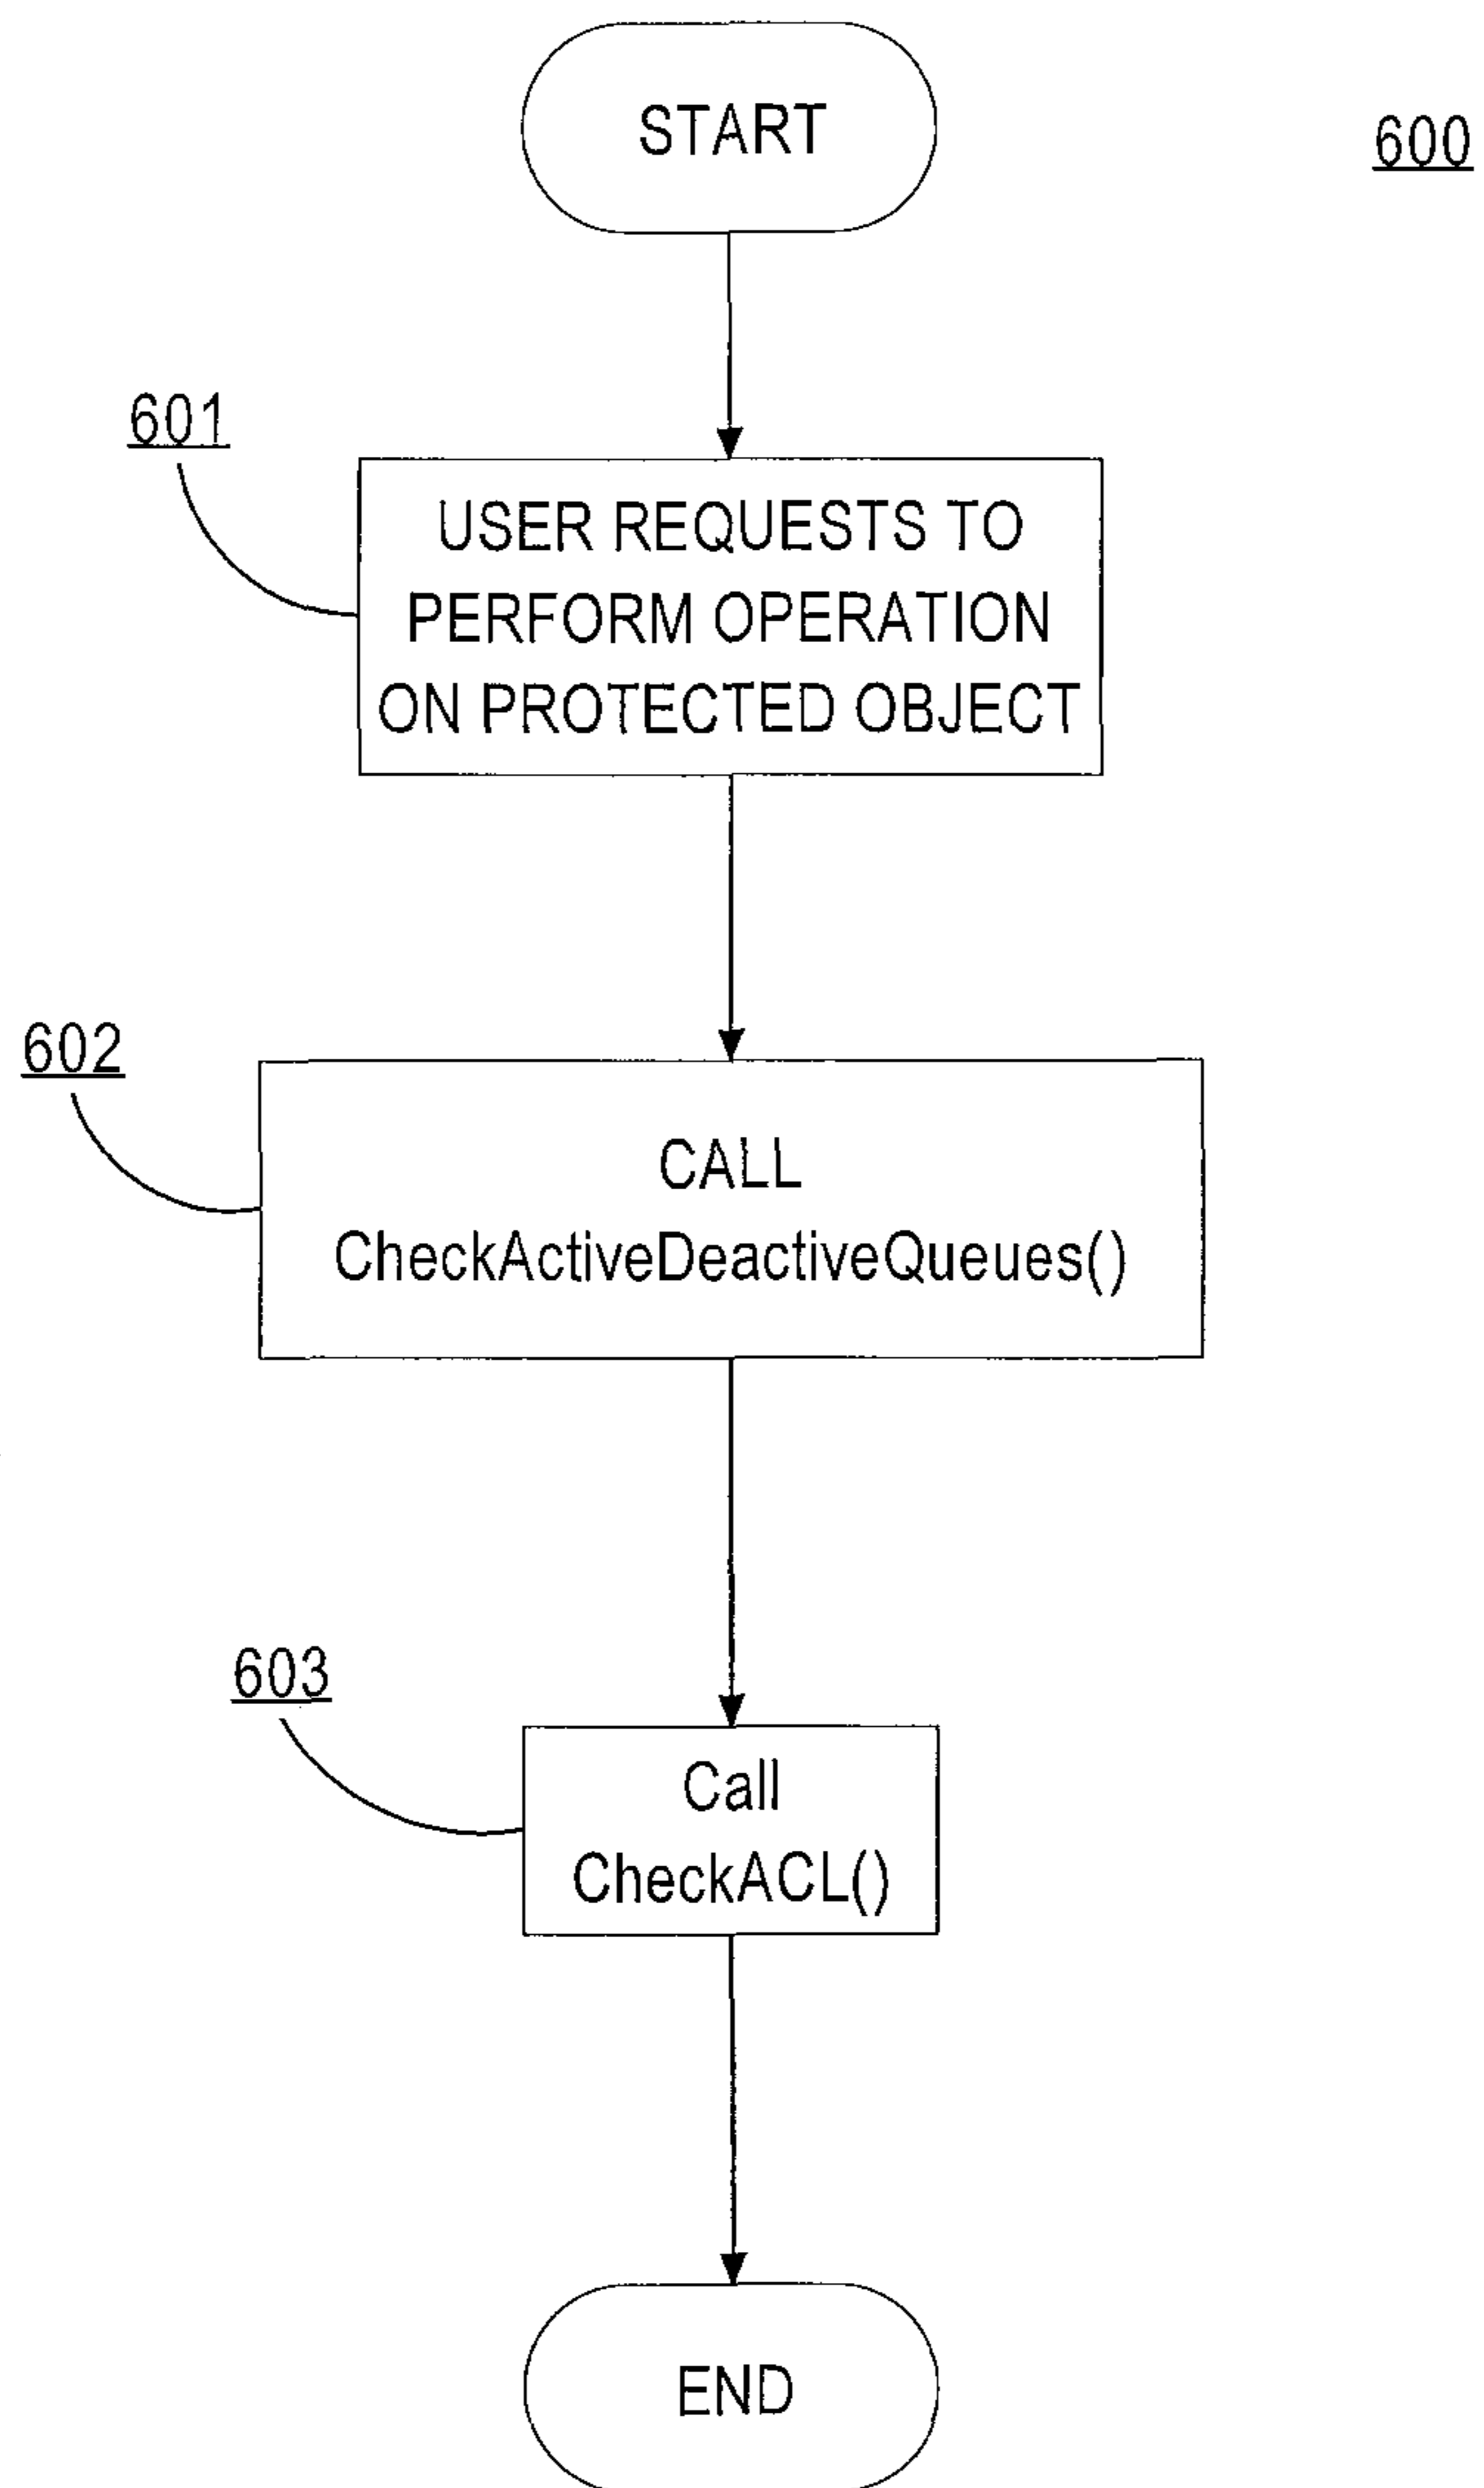 START
600
601
USER REQUESTS TO
PERFORM OPERATION
ON PROTECTED OBJECT
602
CALL
CheckActiveDeactiveQueues()
603
Call
CheckACL()
END